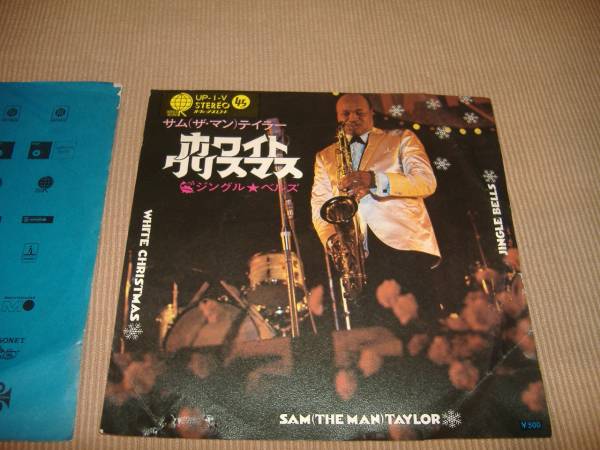 UP-1-V
STEREO
45
サム(ザ・マン)テイラー
ホワイト
クリスマス
ジングル★ベルズ
WHITE CHRISTMAS
JINGLE BELLS
SAM (THE MAN) TAYLOR
¥500